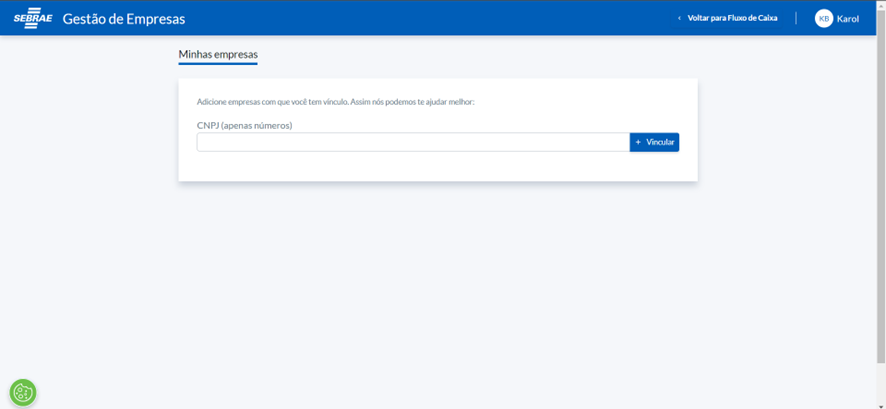 SEBRAE Gestão de Empresas
‹ Voltar para Fluxo de Caixa
KB Karol
Minhas empresas
Adicione empresas com que você tem vínculo. Assim nós podemos te ajudar melhor:
CNPJ (apenas números)
+ Vincular